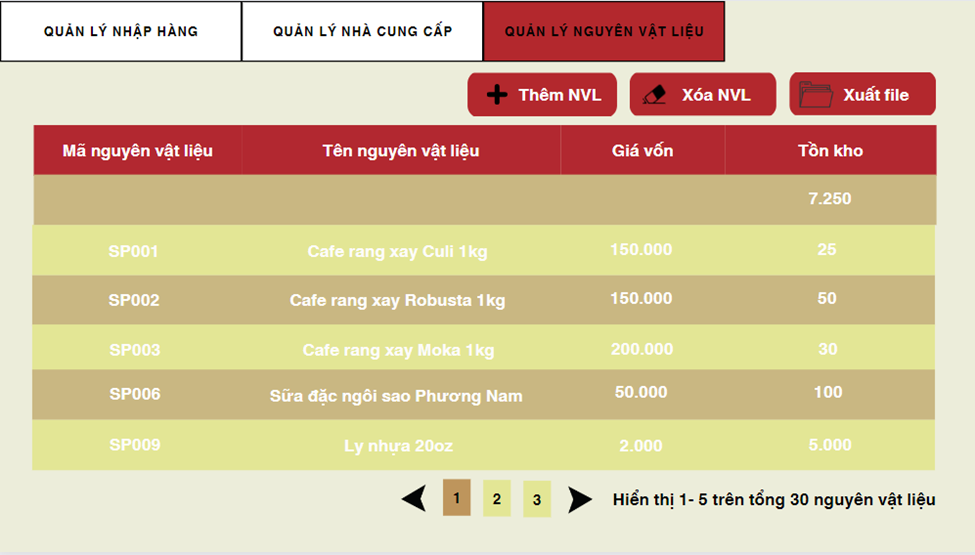 QUẢN LÝ NHẬP HÀNG QUẢN LÝ NHÀ CUNG CẤP QUẢN LÝ NGUYÊN VẬT LIỆU
Thêm NVL Xóa NVL Xuất file
Mã nguyên vật liệu Tên nguyên vật liệu Giá vốn Tồn kho
7.250
SP001 Cafe rang xay Culi 1kg 150.000 25
SP002 Cafe rang xay Robusta 1kg 150.000 50
SP003 Cafe rang xay Moka 1kg 200.000 30
SP006 Sữa đặc ngôi sao Phương Nam 50.000 100
SP009 Ly nhựa 20oz 2.000 5.000
1 2 3 Hiển thị 1- 5 trên tổng 30 nguyên vật liệu